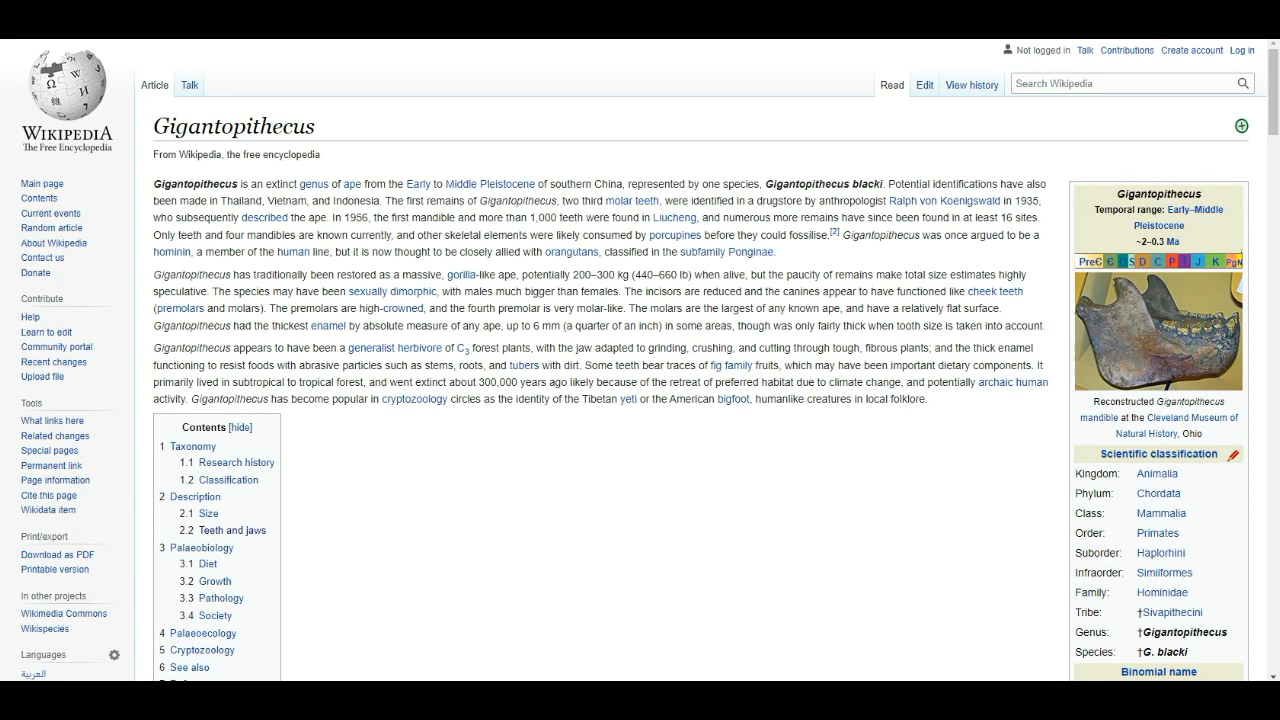 Not logged in Talk Contributions Create account Log in
Article Talk Read Edit View history Search Wikipedia
WIKIPEDIA
The Free Encyclopedia
Main page
Contents
Current events
Random article
About Wikipedia
Contact us
Donate
Contribute
Help
Learn to edit
Community portal
Recent changes
Upload file
Tools
What links here
Related changes
Special pages
Permanent link
Page information
Cite this page
Wikidata item
Print/export
Download as PDF
Printable version
In other projects
Wikimedia Commons
Wikispecies
Languages
العربية
Gigantopithecus
From Wikipedia, the free encyclopedia
Gigantopithecus is an extinct genus of ape from the Early to Middle Pleistocene of southern China, represented by one species, Gigantopithecus blacki. Potential identifications have also
been made in Thailand, Vietnam, and Indonesia. The first remains of Gigantopithecus, two third molar teeth, were identified in a drugstore by anthropologist Ralph von Koenigswald in 1935,
who subsequently described the ape. In 1956, the first mandible and more than 1,000 teeth were found in Liucheng, and numerous more remains have since been found in at least 16 sites.
Only teeth and four mandibles are known currently, and other skeletal elements were likely consumed by porcupines before they could fossilise.[2] Gigantopithecus was once argued to be a
hominin, a member of the human line, but it is now thought to be closely allied with orangutans, classified in the subfamily Ponginae.
Gigantopithecus has traditionally been restored as a massive, gorilla-like ape, potentially 200–300 kg (440–660 lb) when alive, but the paucity of remains make total size estimates highly
speculative. The species may have been sexually dimorphic, with males much bigger than females. The incisors are reduced and the canines appear to have functioned like cheek teeth
(premolars and molars). The premolars are high-crowned, and the fourth premolar is very molar-like. The molars are the largest of any known ape, and have a relatively flat surface.
Gigantopithecus had the thickest enamel by absolute measure of any ape, up to 6 mm (a quarter of an inch) in some areas, though was only fairly thick when tooth size is taken into account.
Gigantopithecus appears to have been a generalist herbivore of C3 forest plants, with the jaw adapted to grinding, crushing, and cutting through tough, fibrous plants; and the thick enamel
functioning to resist foods with abrasive particles such as stems, roots, and tubers with dirt. Some teeth bear traces of fig family fruits, which may have been important dietary components. It
primarily lived in subtropical to tropical forest, and went extinct about 300,000 years ago likely because of the retreat of preferred habitat due to climate change, and potentially archaic human
activity. Gigantopithecus has become popular in cryptozoology circles as the identity of the Tibetan yeti or the American bigfoot, humanlike creatures in local folklore.
Contents [hide]
1 Taxonomy
1.1 Research history
1.2 Classification
2 Description
2.1 Size
2.2 Teeth and jaws
3 Palaeobiology
3.1 Diet
3.2 Growth
3.3 Pathology
3.4 Society
4 Palaeoecology
5 Cryptozoology
6 See also
Gigantopithecus
Temporal range: Early–Middle
Pleistocene
~2–0.3 Ma
PreꞒ Ꞓ O S D C P T J K Pg N
Reconstructed Gigantopithecus
mandible at the Cleveland Museum of
Natural History, Ohio
Scientific classification
Kingdom: Animalia
Phylum: Chordata
Class: Mammalia
Order: Primates
Suborder: Haplorhini
Infraorder: Simiiformes
Family: Hominidae
Tribe: †Sivapithecini
Genus: †Gigantopithecus
Species: †G. blacki
Binomial name